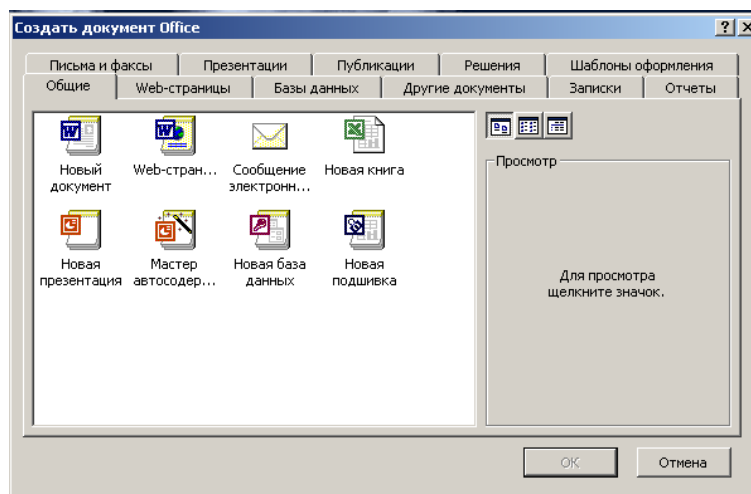 Создать документ Office
Письма и факсы
Презентации
Публикации
Решения
Шаблоны оформления
Общие
Web-страницы
Базы данных
Другие документы
Записки
Отчеты
Новый
документ
Web-стран...
Сообщение
электронн...
Новая книга
Новая
презентация
Мастер
автосодер...
Новая база
данных
Новая
подшивка
Просмотр
Для просмотра
щелкните значок.
OK
Отмена